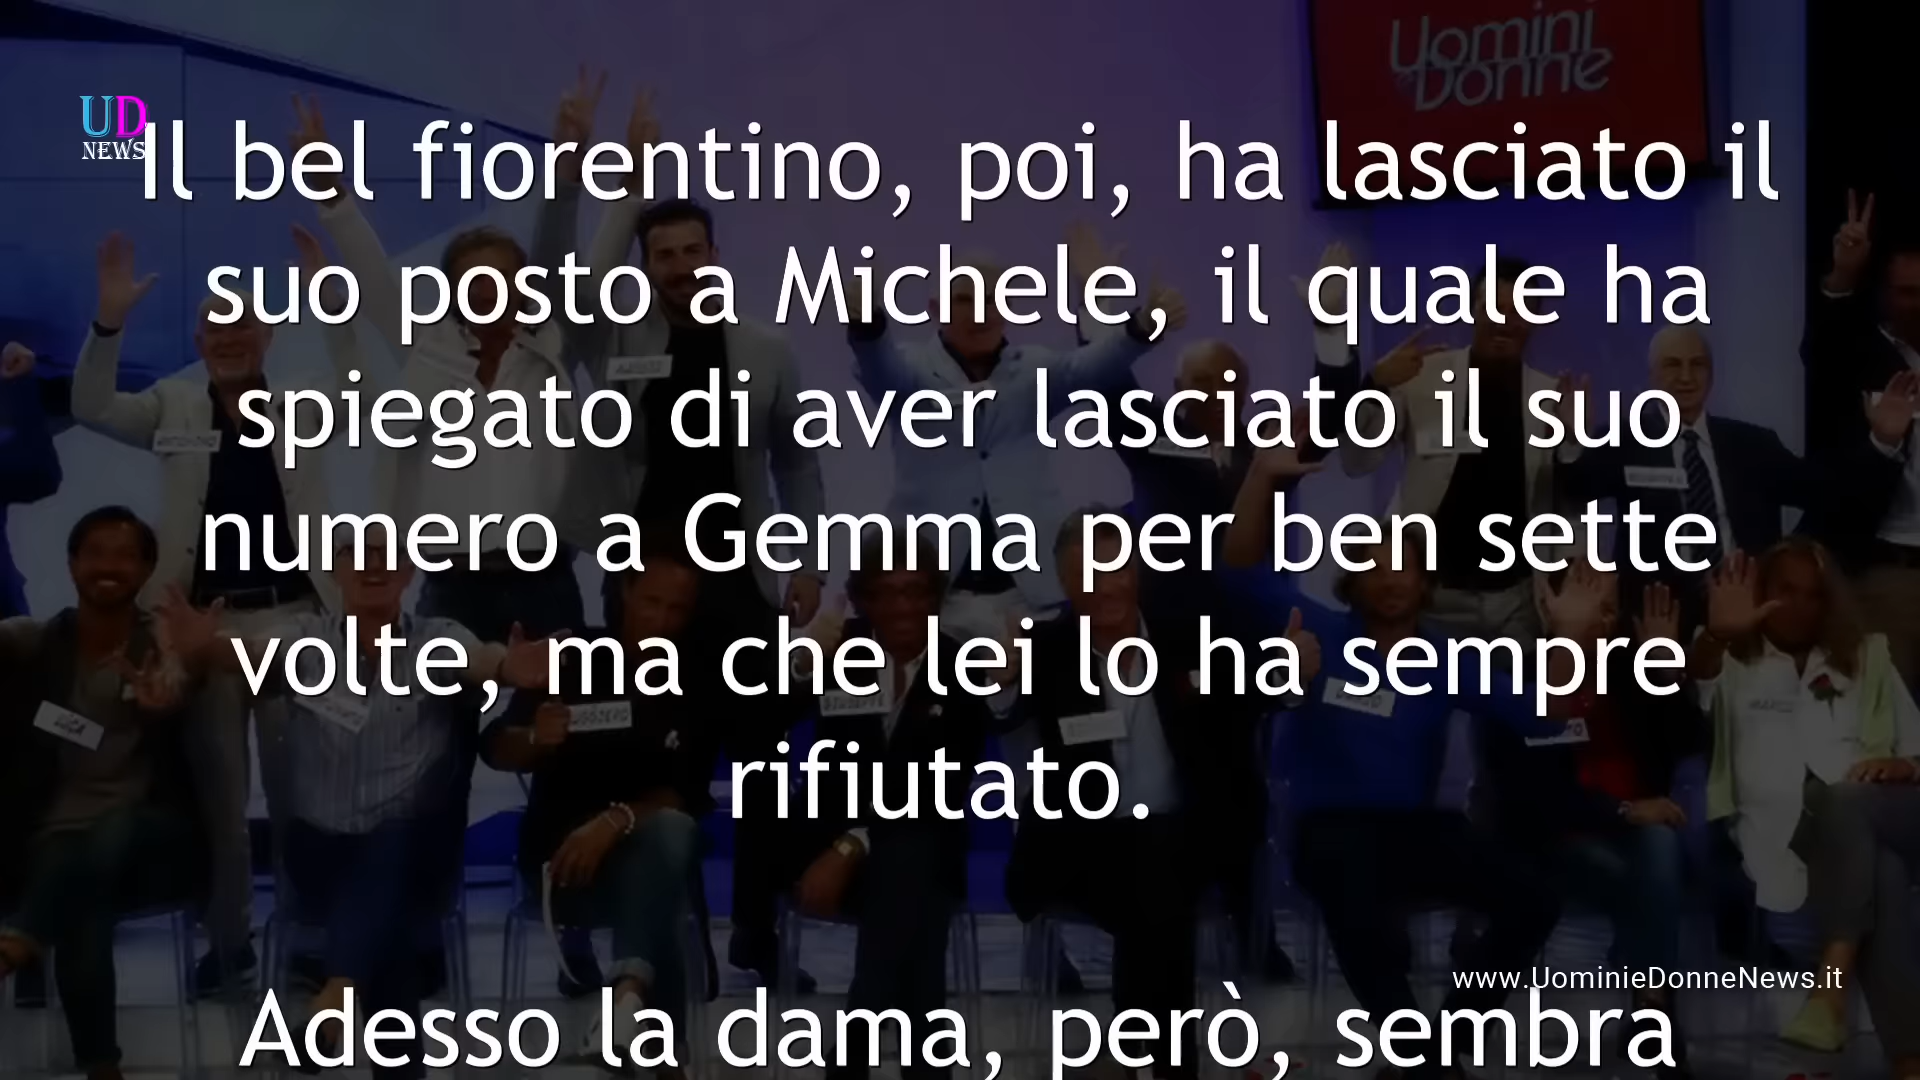 Uomini
e Donne
UD
NEWS
Il bel fiorentino, poi, ha lasciato il
suo posto a Michele, il quale ha
spiegato di aver lasciato il suo
numero a Gemma per ben sette
volte, ma che lei lo ha sempre
rifiutato.
www.UominieDonneNews.it
Adesso la dama, però, sembra